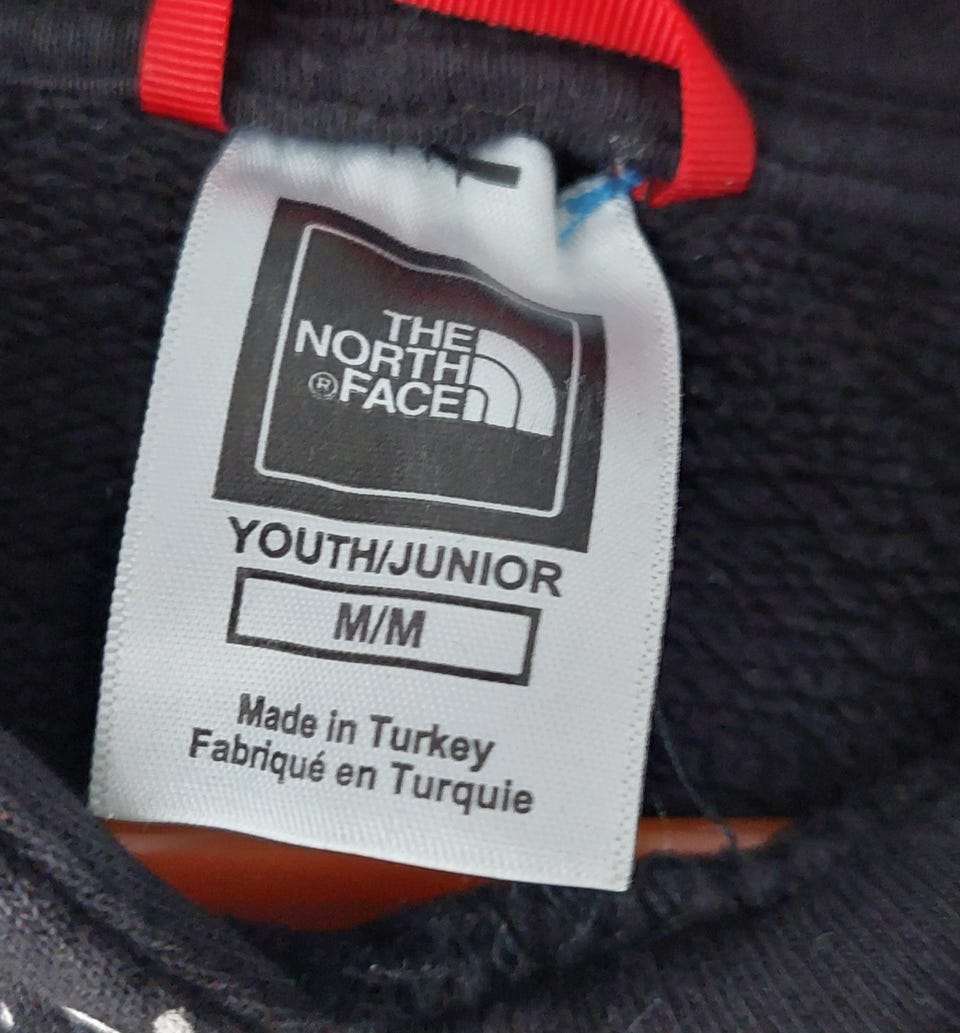 THE
NORTH
® FACE
YOUTH/JUNIOR
M/M
Made in Turkey
Fabriqué en Turquie